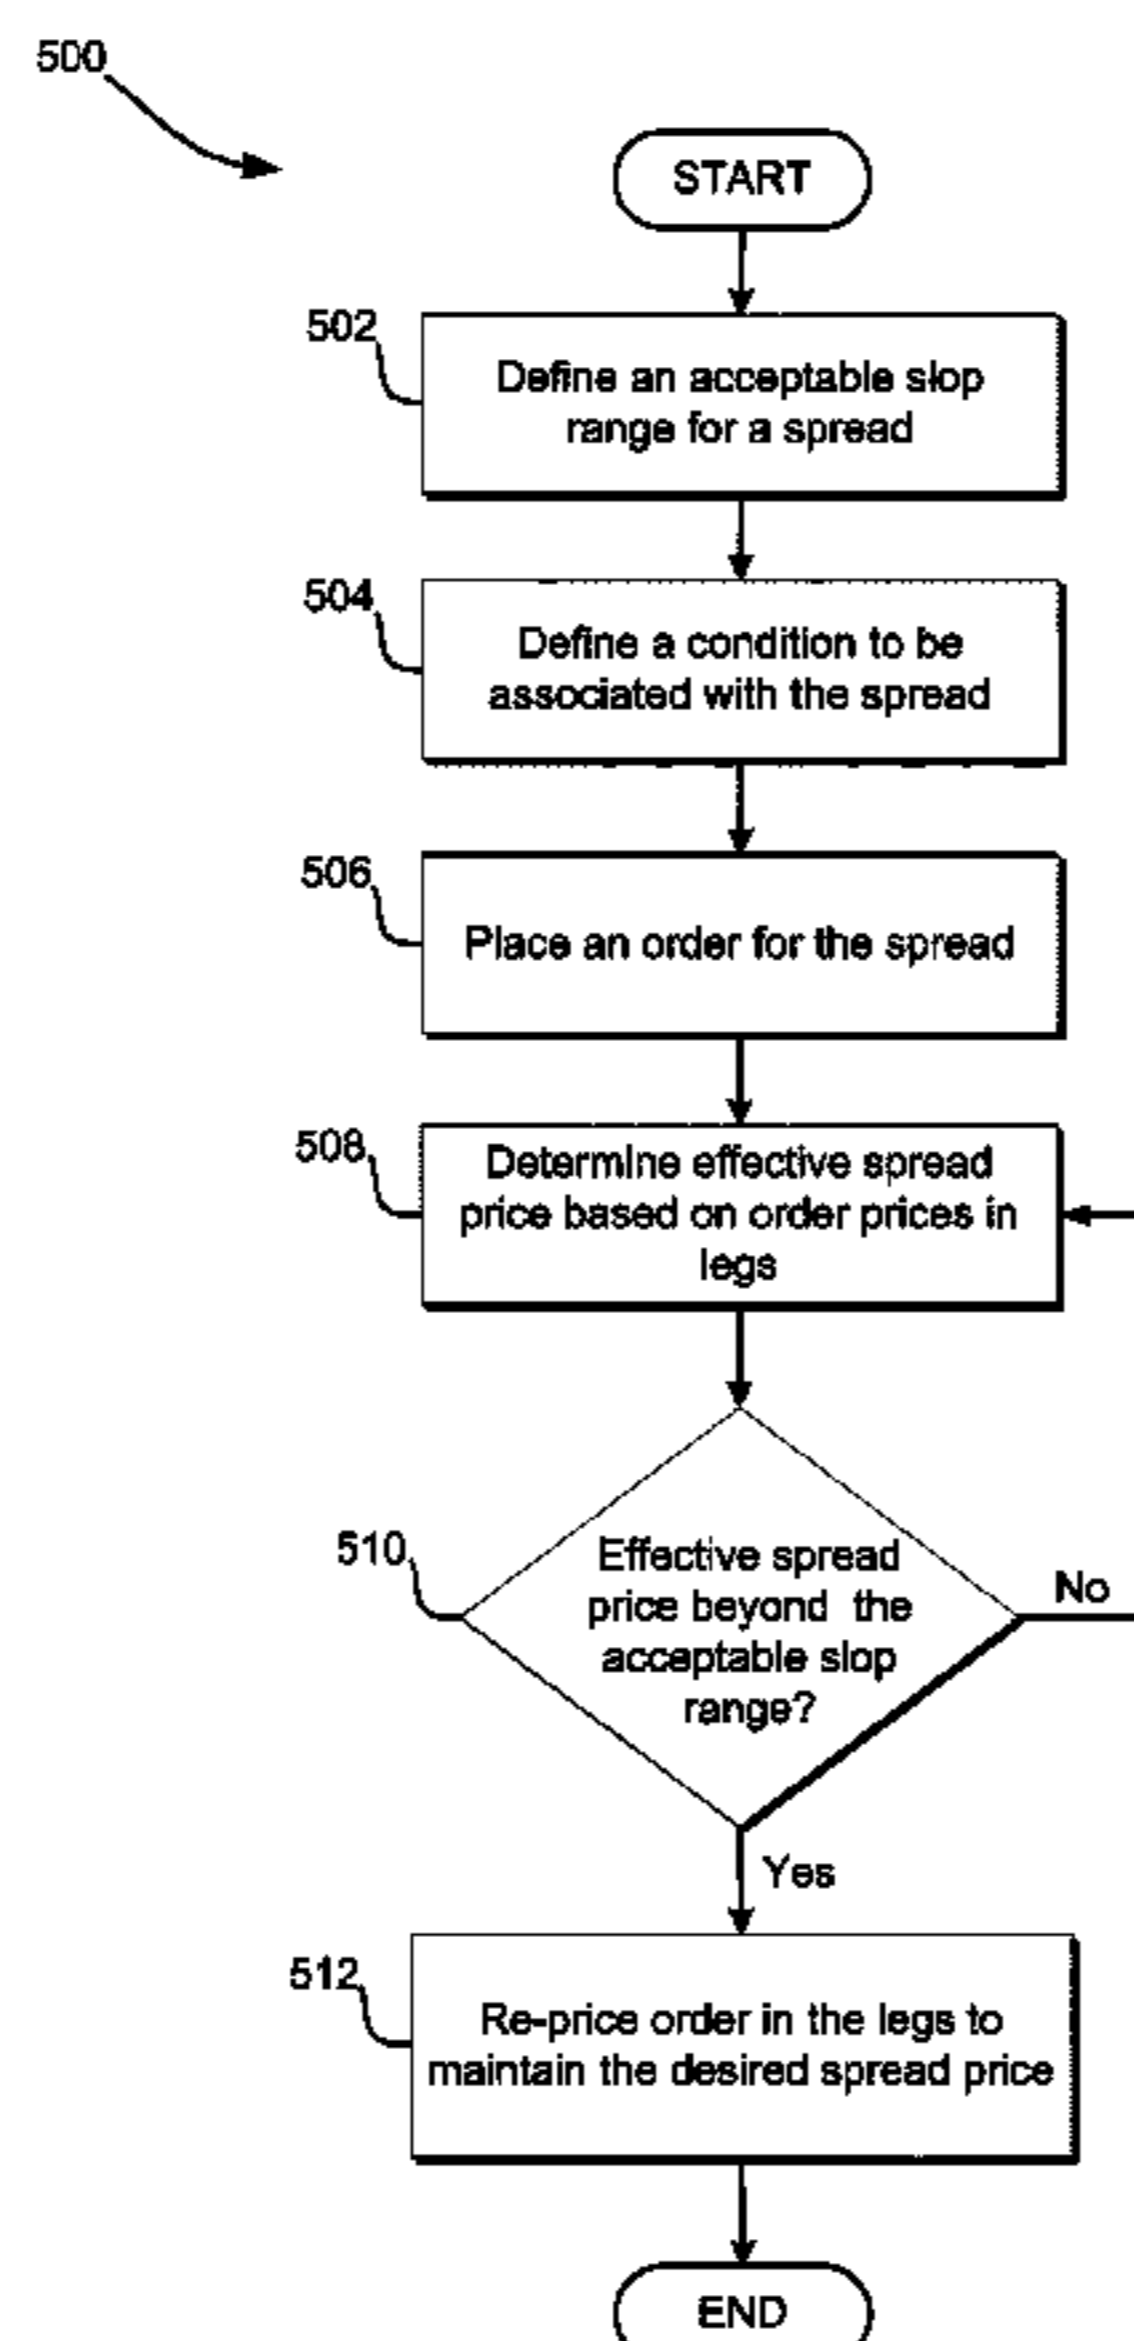 500
START
502
Define an acceptable slop
range for a spread
504
Define a condition to be
associated with the spread
506
Place an order for the spread
508
Determine effective spread
price based on order prices in
legs
510
Effective spread
price beyond the
acceptable slop
range?
No
Yes
512
Re-price order in the legs to
maintain the desired spread price
END